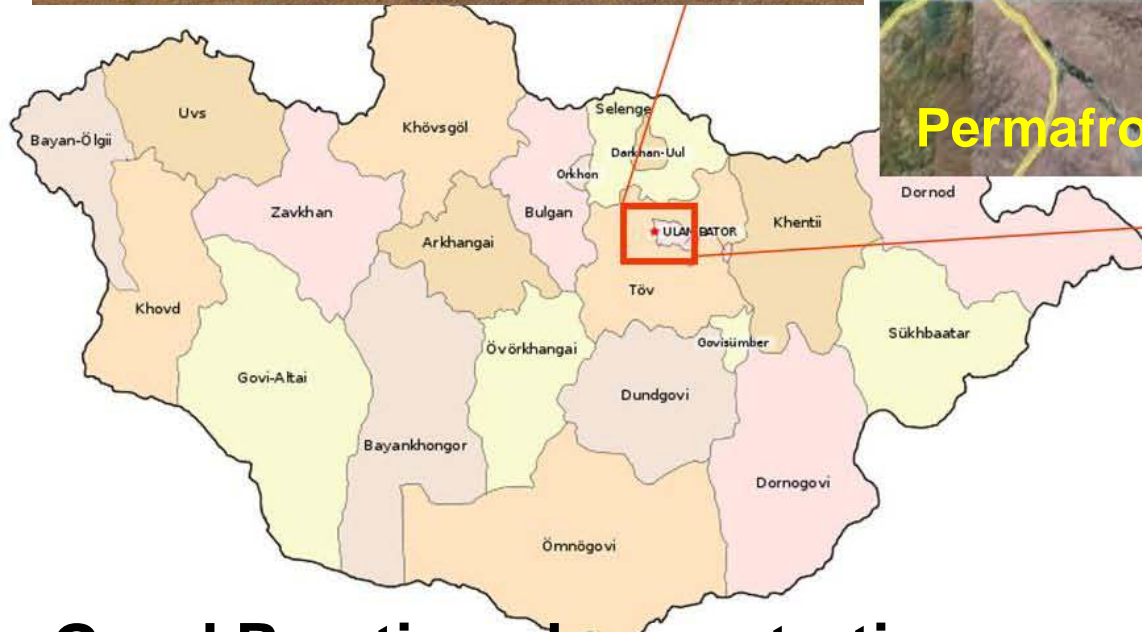 Permafro
Selenge
Uvs
Khövsgöl
Bayan-Ölgii
Darkhan-Uul
Orkhon
Dornod
Zavkhan
Bulgan
Khentii
Arkhangai
ULAN BATOR
Töv
Khovd
Sükhbaatar
Govisümber
Övörkhangai
Govi-Altai
Dundgovi
Bayankhongor
Dornogovi
Ömnögovi